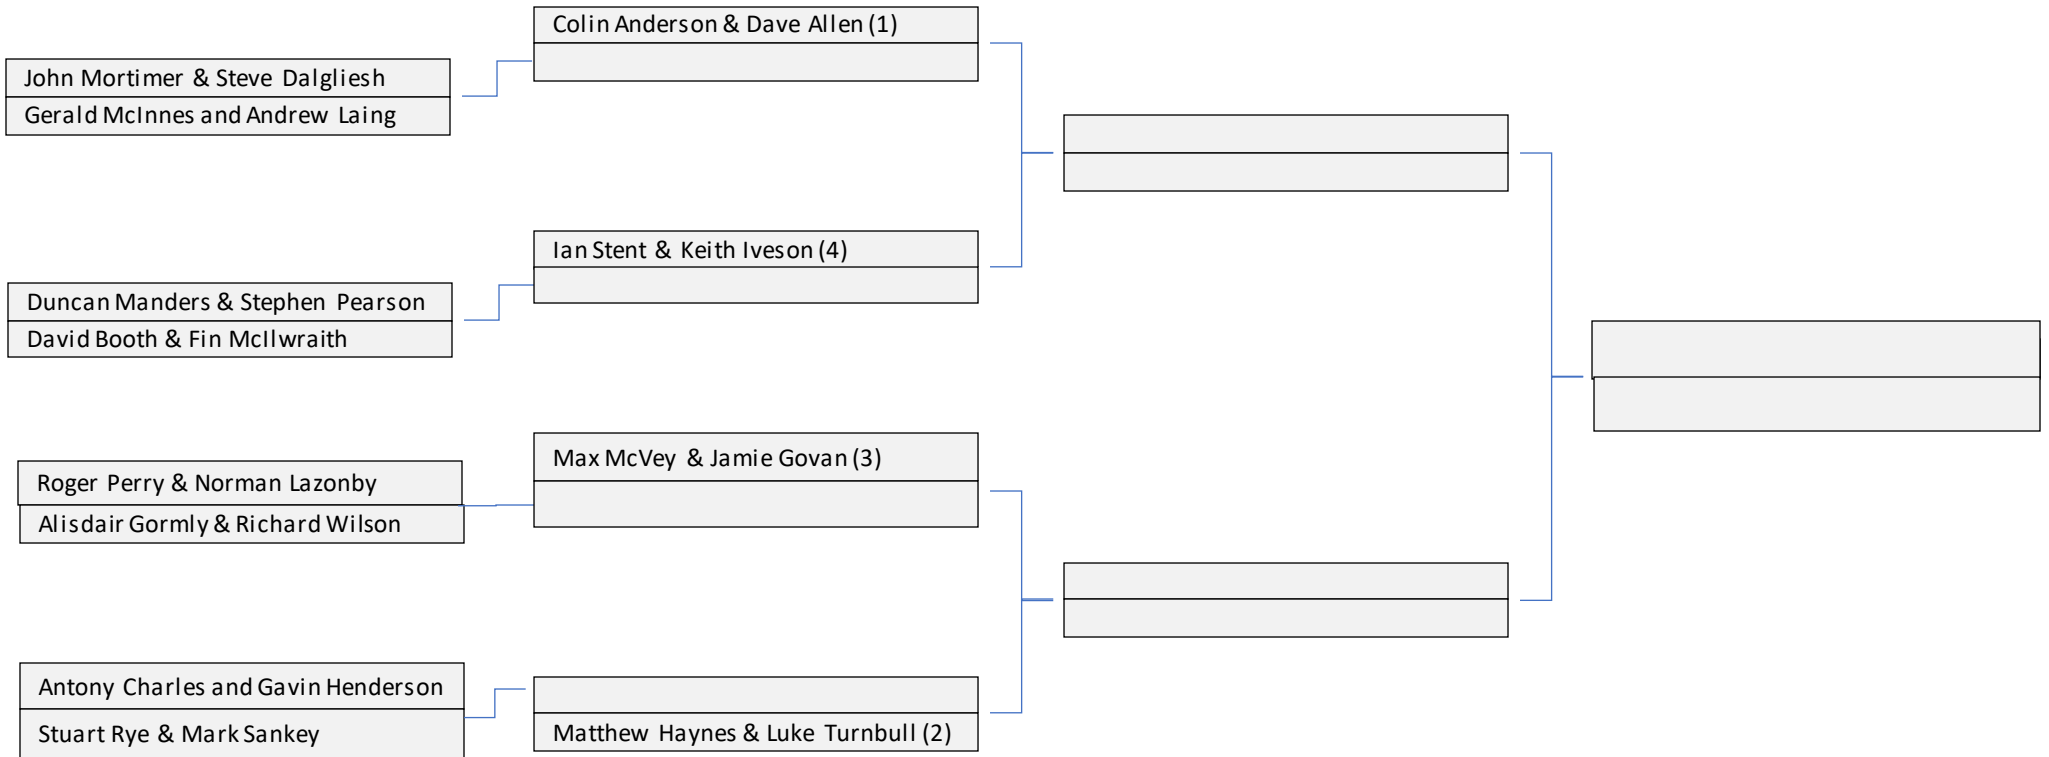 Colin Anderson & Dave Allen (1)
John Mortimer & Steve Dalgliesh
Gerald McInnes and Andrew Laing
Ian Stent & Keith Iveson (4)
Duncan Manders & Stephen Pearson
David Booth & Fin McIlwraith
Max McVey & Jamie Govan (3)
Roger Perry & Norman Lazonby
Alisdair Gormly & Richard Wilson
Antony Charles and Gavin Henderson
Stuart Rye & Mark Sankey
Matthew Haynes & Luke Turnbull (2)